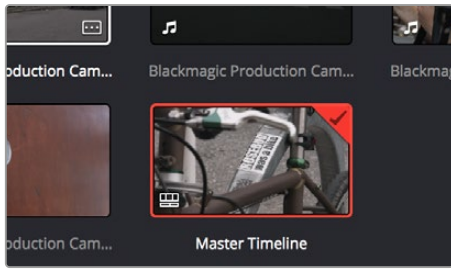 oduction Cam...
Blackmagic Production Cam...
Blackmag
oduction Cam...
Master Timeline